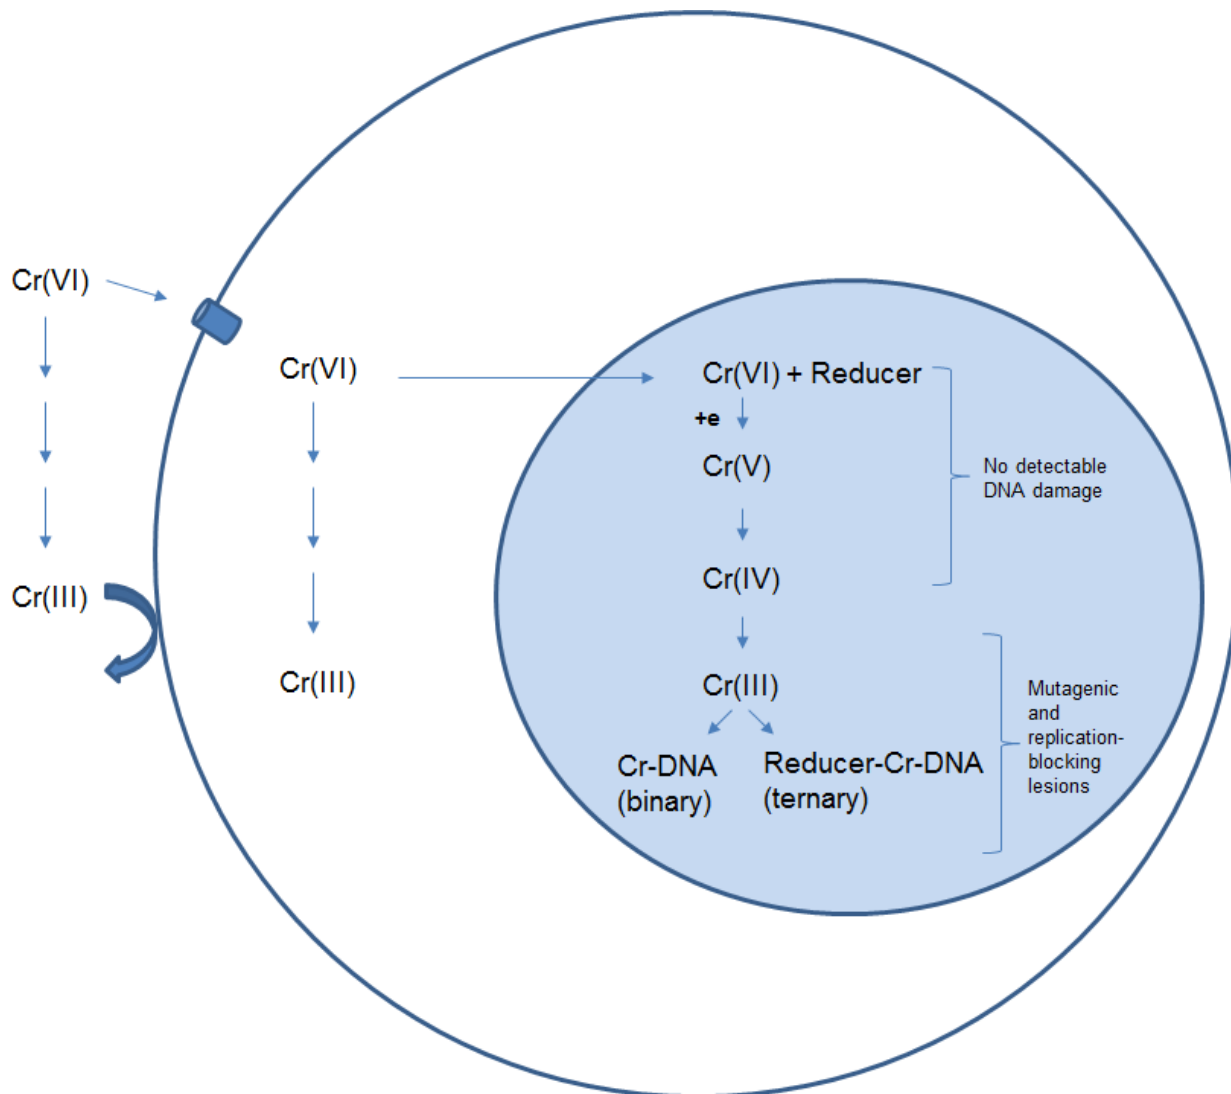 Cr(VI)
Cr(III)
Cr(VI)
Cr(III)
Cr(VI) + Reducer
+e
Cr(V)
Cr(IV)
Cr(III)
Cr-DNA
(binary)
Reducer-Cr-DNA
(ternary)
No detectable
DNA damage
Mutagenic
and
replication-
blocking
lesions